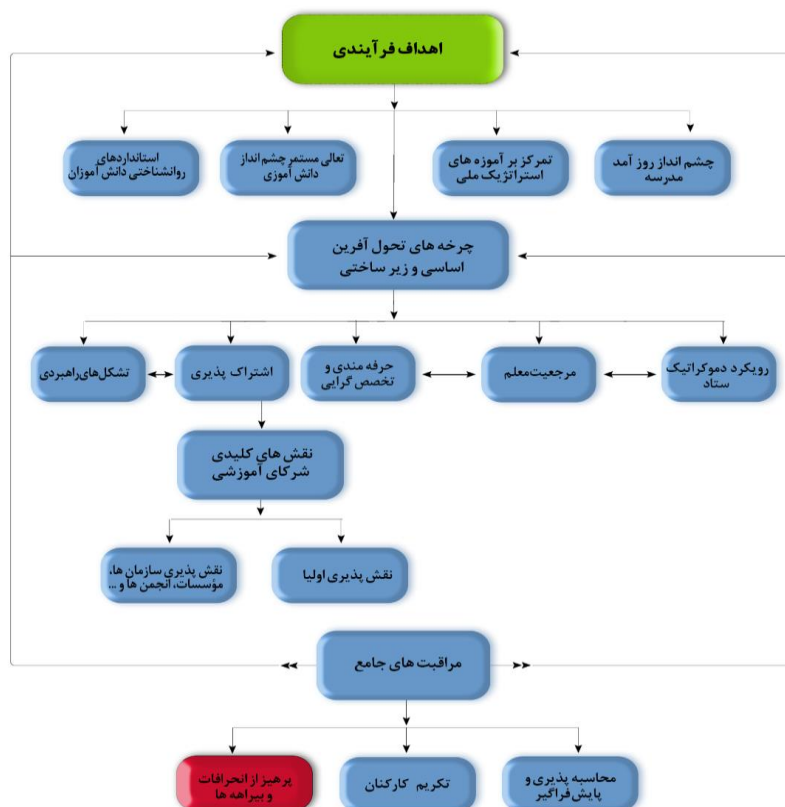 اهداف فرآیندی
چشم انداز روز آمد
مدرسه
تمرکز بر آموزه های
استراتژیک ملی
تعالی مستمر چشم انداز
دانش آموزی
استانداردهای
روانشناختی دانش آموزان
چرخه های تحول آفرین
اساسی و زیر ساختی
رویکرد دموکراتیک
ستاد
مرجعیت معلم
حرفه مندی و
تخصص گرایی
اشتراک پذیری
تشکل‌های راهبردی
نقش های کلیدی
شرکای آموزشی
نقش پذیری اولیا
نقش پذیری سازمان ها،
مؤسسات، انجمن ها و ...
مراقبت های جامع
محاسبه پذیری و
پایش فراگیر
تکریم کارکنان
پرهیز از انحرافات
و بیراهه ها